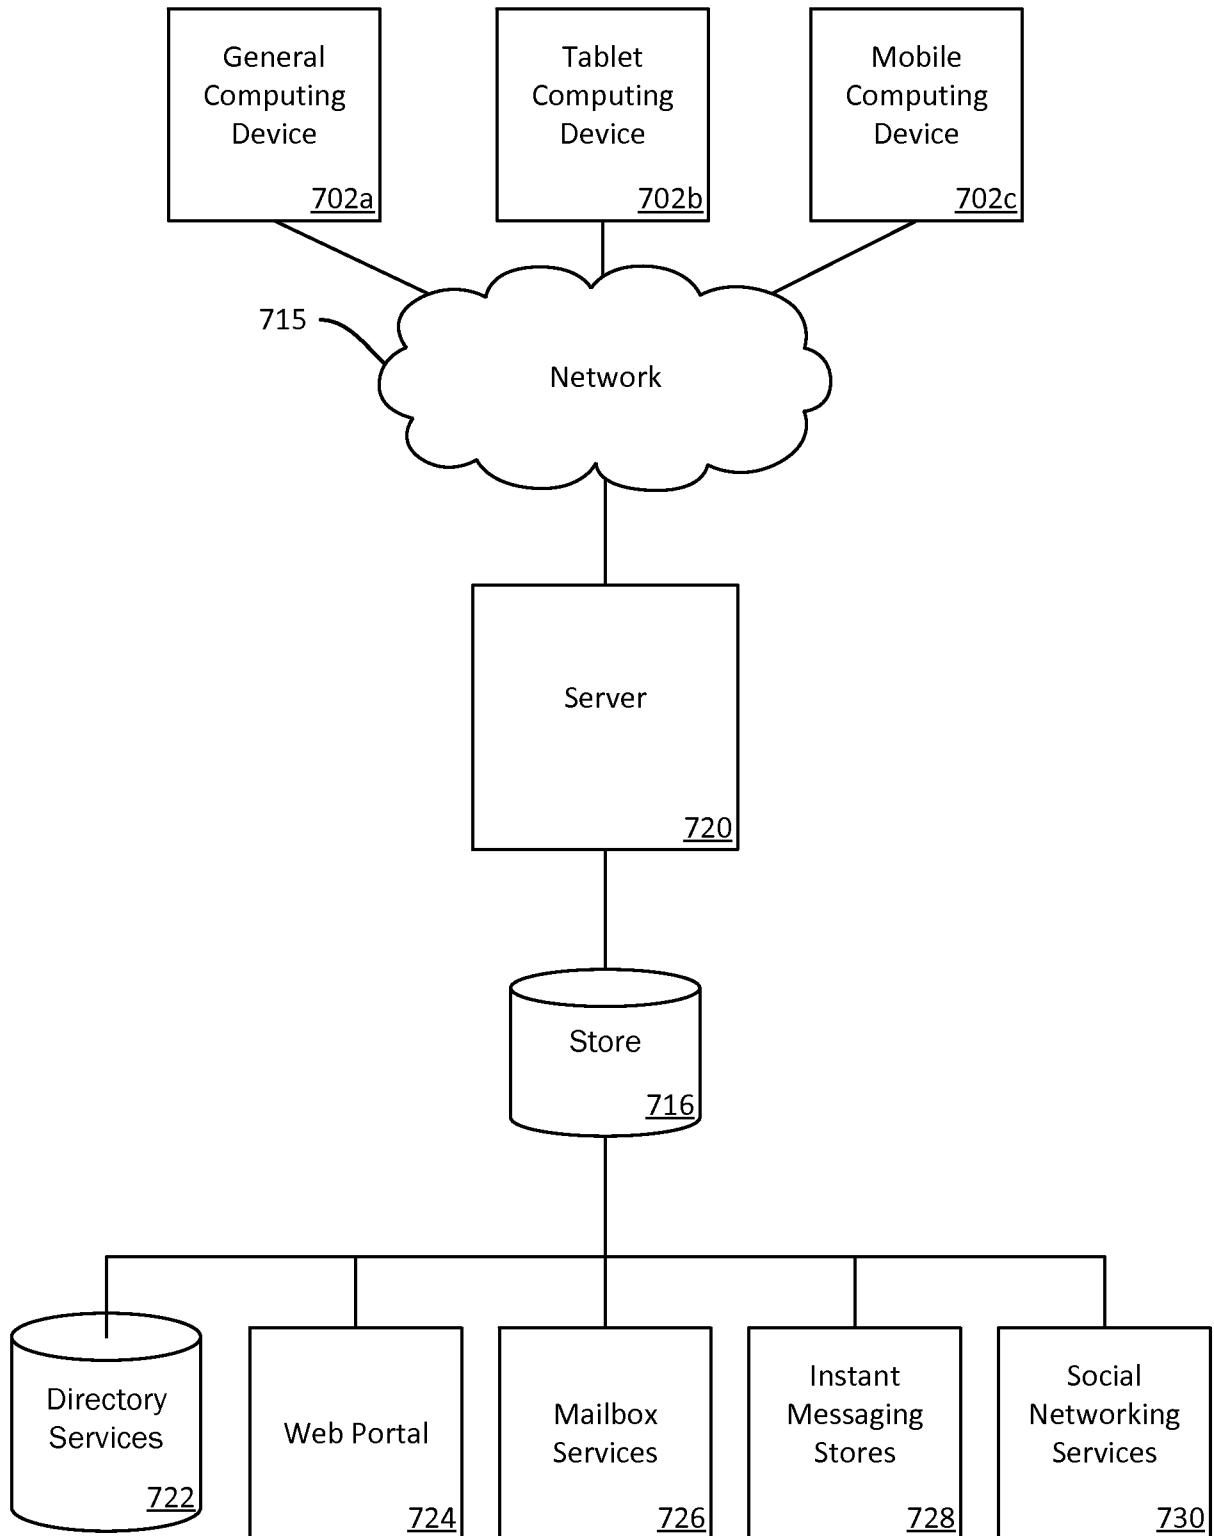 General
Computing
Device
702a
Tablet
Computing
Device
702b
Mobile
Computing
Device
702c
715
Network
Server
720
Store
716
Directory
Services
722
Web Portal
724
Mailbox
Services
726
Instant
Messaging
Stores
728
Social
Networking
Services
730